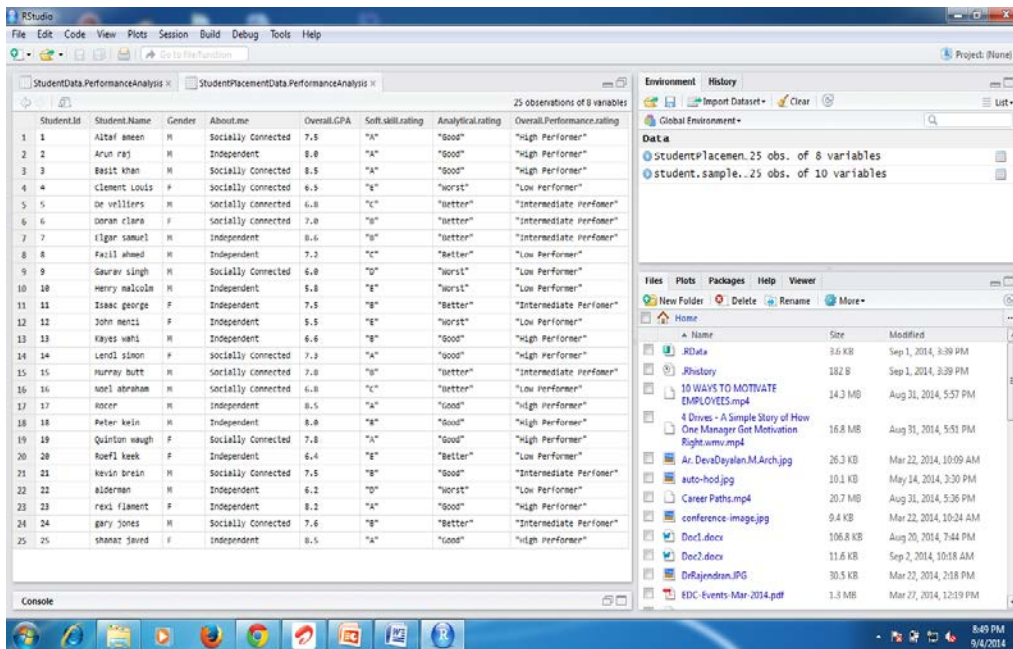 RStudio
File Edit Code View Plots Session Build Debug Tools Help
Go to file/function
Project: (None)
StudentData.PerformanceAnalysis × StudentPlacementData.PerformanceAnalysis ×
25 observations of 8 variables
Student.Id Student.Name Gender About.me Overall.GPA Soft.skill.rating Analytical.rating Overall.Performance.rating
1 1 Altaf ameen M Socially Connected 7.5 "A" "Good" "High Performer"
2 2 Arun raj M Independent 8.0 "A" "Good" "High Performer"
3 3 Basit khan M Socially Connected 8.5 "A" "Good" "High Performer"
4 4 Clement Louis F Socially Connected 6.5 "E" "Worst" "Low Performer"
5 5 De velliers M Socially Connected 6.8 "C" "Better" "Intermediate Perfomer"
6 6 Doran clara F Socially Connected 7.0 "B" "Better" "Intermediate Perfomer"
7 7 Elgar samuel M Independent 8.6 "B" "Better" "Intermediate Perfomer"
8 8 Fazil ahmed M Independent 7.2 "C" "Better" "Low Performer"
9 9 Gaurav singh M Socially Connected 6.0 "D" "Worst" "Low Performer"
10 10 Henry malcolm M Independent 5.8 "E" "Worst" "Low Performer"
11 11 Isaac george F Independent 7.5 "B" "Better" "Intermediate Perfomer"
12 12 John menzi F Independent 5.5 "E" "Worst" "Low Performer"
13 13 Kayes wahi M Independent 6.6 "B" "Good" "High Performer"
14 14 Lendl simon F Socially Connected 7.3 "A" "Good" "High Performer"
15 15 Murray butt M Socially Connected 7.8 "B" "Better" "Intermediate Perfomer"
16 16 Noel abraham M Socially Connected 6.8 "C" "Better" "Low Performer"
17 17 Rocer M Independent 8.5 "A" "Good" "High Performer"
18 18 Peter kein M Independent 8.0 "B" "Good" "High Performer"
19 19 Quinton waugh F Socially Connected 7.8 "A" "Good" "High Performer"
20 20 Roefl keek F Independent 6.4 "E" "Better" "Low Performer"
21 21 kevin brein M Socially Connected 7.5 "B" "Good" "Intermediate Perfomer"
22 22 alderman M Independent 6.2 "D" "Worst" "Low Performer"
23 23 rexi flament F Independent 8.2 "A" "Good" "High Performer"
24 24 gary jones M Socially Connected 7.6 "B" "Better" "Intermediate Perfomer"
25 25 shanaz javed F Independent 8.5 "A" "Good" "High Performer"
Console
Environment History
Import Dataset Clear List
Global Environment
Data
StudentPlacemen… 25 obs. of 8 variables
student.sample.… 25 obs. of 10 variables
Files Plots Packages Help Viewer
New Folder Delete Rename More
Home
Name Size Modified
.RData 3.6 KB Sep 1, 2014, 3:39 PM
.Rhistory 182 B Sep 1, 2014, 3:39 PM
10 WAYS TO MOTIVATE
EMPLOYEES.mp4 14.3 MB Aug 31, 2014, 5:57 PM
4 Drives - A Simple Story of How
One Manager Got Motivation
Right.wmv.mp4 16.8 MB Aug 31, 2014, 5:51 PM
Ar. DevaDayalan.M.Arch.jpg 26.3 KB Mar 22, 2014, 10:09 AM
auto-hod.jpg 10.1 KB May 14, 2014, 3:30 PM
Career Paths.mp4 20.7 MB Aug 31, 2014, 5:36 PM
conference-image.jpg 9.4 KB Mar 22, 2014, 10:24 AM
Doc1.docx 106.8 KB Aug 20, 2014, 7:44 PM
Doc2.docx 11.6 KB Sep 2, 2014, 10:18 AM
DrRajendran.JPG 30.5 KB Mar 22, 2014, 2:18 PM
EDC-Events-Mar-2014.pdf 1.3 MB Mar 27, 2014, 12:19 PM
8:49 PM
9/4/2014